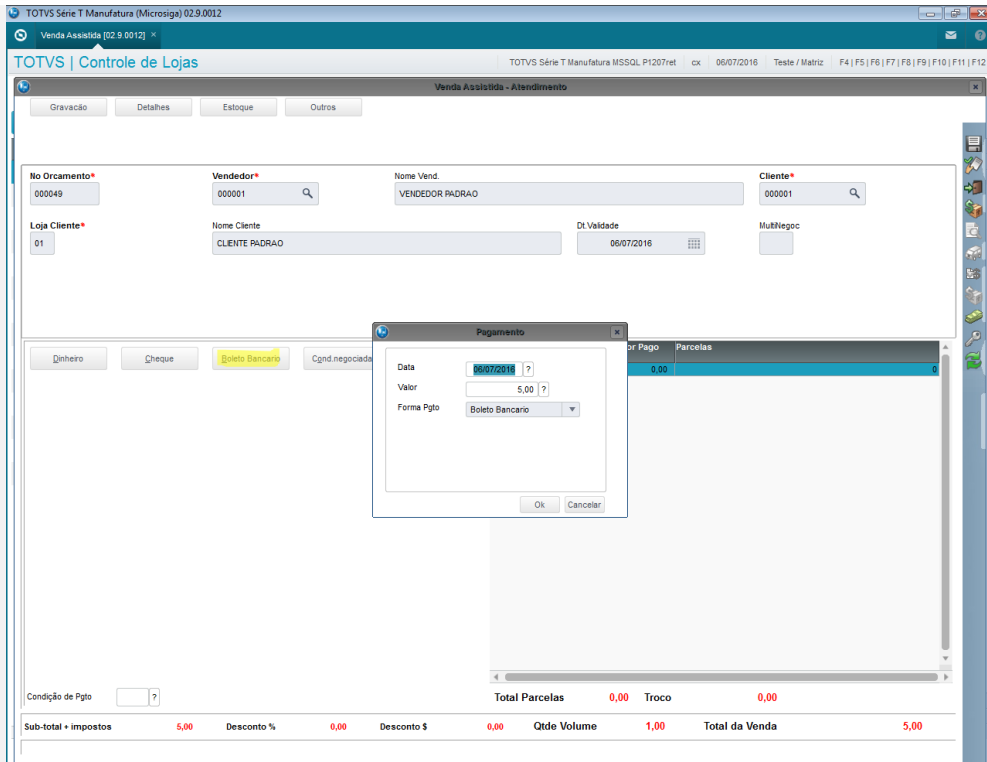 TOTVS Série T Manufatura (Microsiga) 02.9.0012
Venda Assistida [02.9.0012] ×
TOTVS | Controle de Lojas
TOTVS Série T Manufatura MSSQL P1207ret cx 06/07/2016 Teste / Matriz F4 | F5 | F6 | F7 | F8 | F9 | F10 | F11 | F12
Venda Assistida - Atendimento
Gravacão Detalhes Estoque Outros
No Orcamento* Vendedor* Nome Vend. Cliente*
000049 000001 VENDEDOR PADRAO 000001
Loja Cliente* Nome Cliente Dt.Validade MultiNegoc
01 CLIENTE PADRAO 06/07/2016
Pagamento
Dinheiro Cheque Boleto Bancario Cond.negociada
or Pago Parcelas
0,00 0
Data 06/07/2016 ?
Valor 5,00 ?
Forma Pgto Boleto Bancario
Ok Cancelar
Condição de Pgto ?
Total Parcelas 0,00 Troco 0,00
Sub-total + impostos 5,00 Desconto % 0,00 Desconto $ 0,00 Qtde Volume 1,00 Total da Venda 5,00